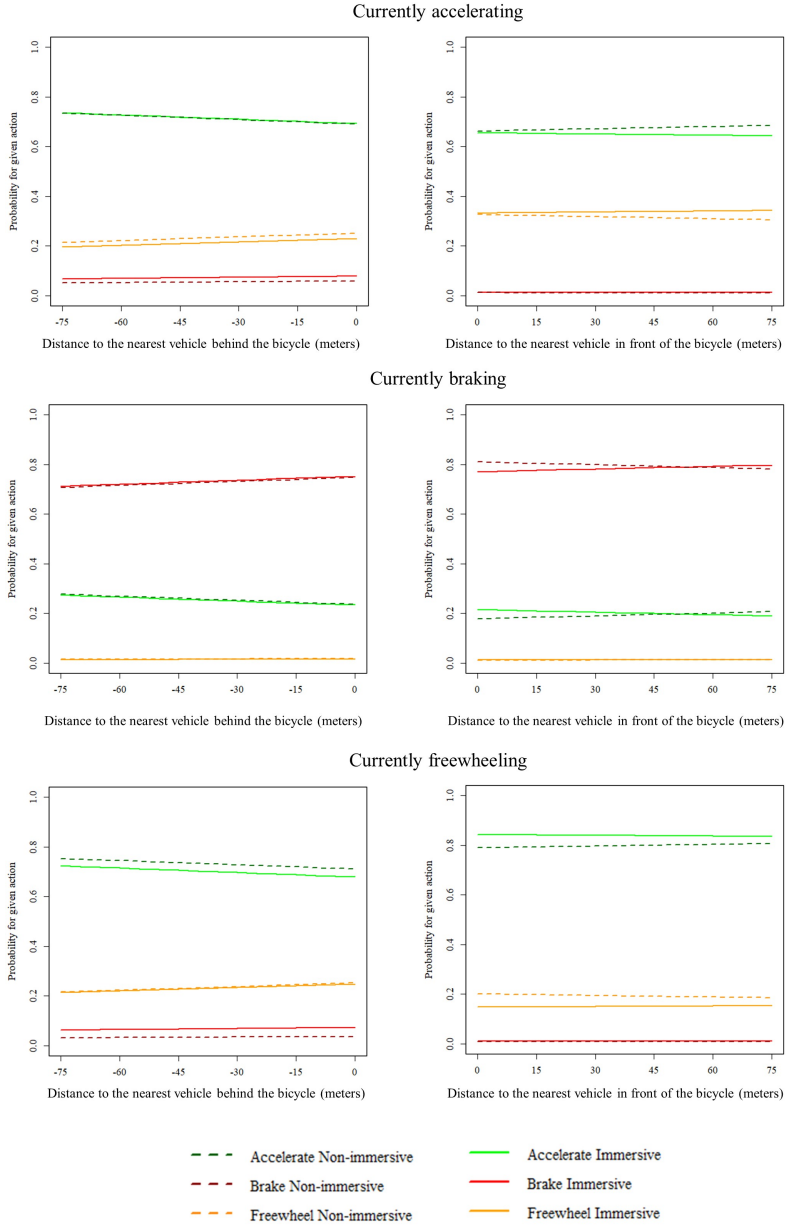 Currently accelerating
Probability for given action
0.0 0.2 0.4 0.6 0.8 1.0
-75 -60 -45 -30 -15 0
Distance to the nearest vehicle behind the bicycle (meters)
Probability for given action
0.0 0.2 0.4 0.6 0.8 1.0
0 15 30 45 60 75
Distance to the nearest vehicle in front of the bicycle (meters)
Currently braking
Probability for given action
0.0 0.2 0.4 0.6 0.8 1.0
-75 -60 -45 -30 -15 0
Distance to the nearest vehicle behind the bicycle (meters)
Probability for given action
0.0 0.2 0.4 0.6 0.8 1.0
0 15 30 45 60 75
Distance to the nearest vehicle in front of the bicycle (meters)
Currently freewheeling
Probability for given action
0.0 0.2 0.4 0.6 0.8 1.0
-75 -60 -45 -30 -15 0
Distance to the nearest vehicle behind the bicycle (meters)
Probability for given action
0.0 0.2 0.4 0.6 0.8 1.0
0 15 30 45 60 75
Distance to the nearest vehicle in front of the bicycle (meters)
Accelerate Non-immersive
Brake Non-immersive
Freewheel Non-immersive
Accelerate Immersive
Brake Immersive
Freewheel Immersive